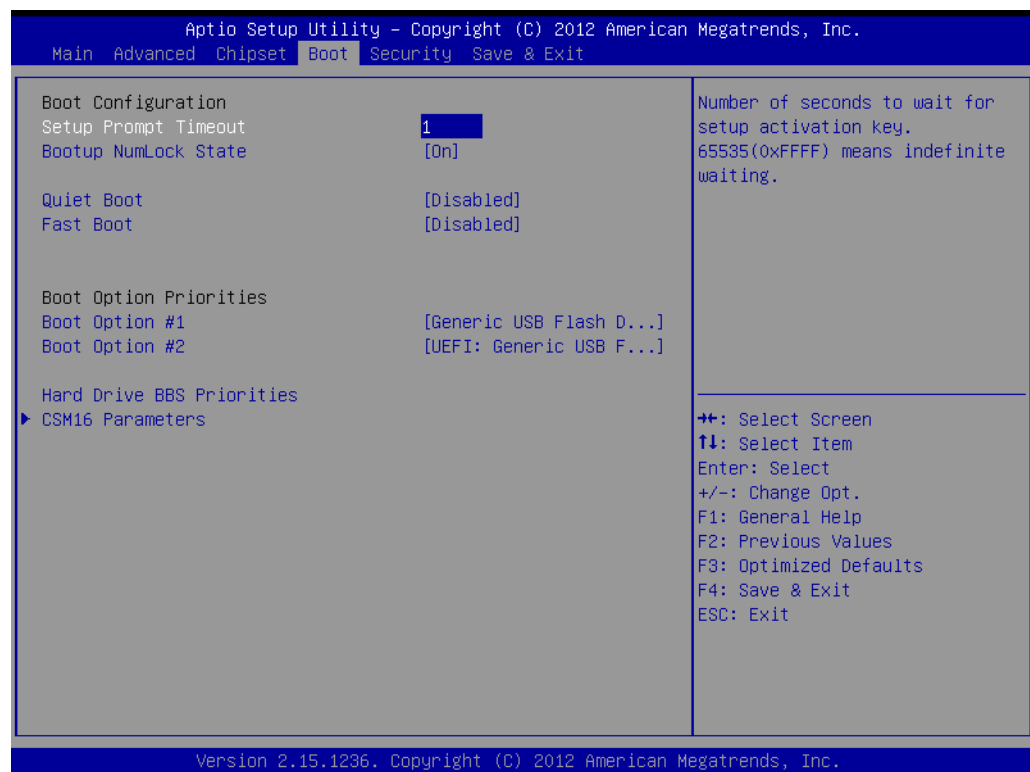 Aptio Setup Utility – Copyright (C) 2012 American Megatrends, Inc.
Main Advanced Chipset Boot Security Save & Exit
Boot Configuration
Setup Prompt Timeout 1
Bootup NumLock State [On]
Quiet Boot [Disabled]
Fast Boot [Disabled]
Boot Option Priorities
Boot Option #1 [Generic USB Flash D...]
Boot Option #2 [UEFI: Generic USB F...]
Hard Drive BBS Priorities
CSM16 Parameters
Number of seconds to wait for
setup activation key.
65535(0xFFFF) means indefinite
waiting.
→←: Select Screen
↑↓: Select Item
Enter: Select
+/-: Change Opt.
F1: General Help
F2: Previous Values
F3: Optimized Defaults
F4: Save & Exit
ESC: Exit
Version 2.15.1236. Copyright (C) 2012 American Megatrends, Inc.